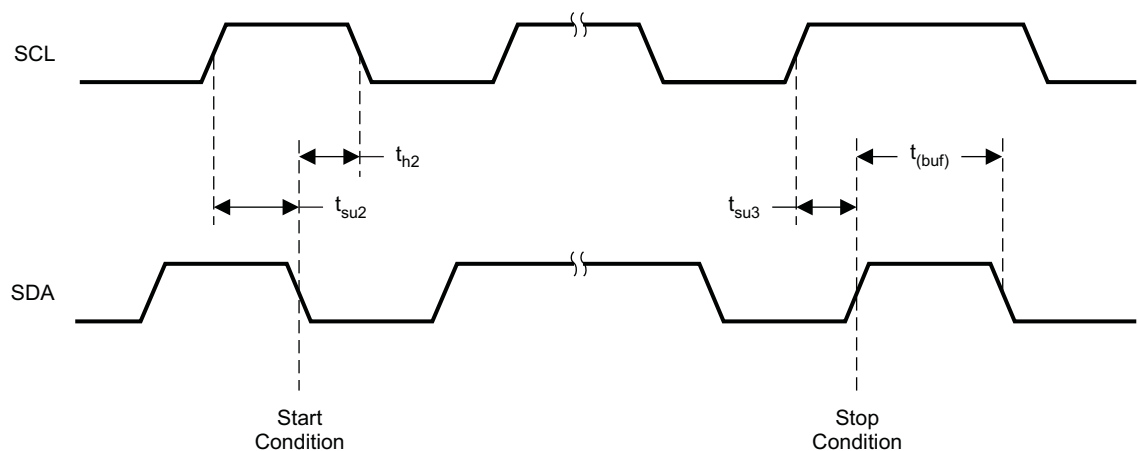 SCL
t_h2
t_(buf)
t_su2
t_su3
SDA
Start
Condition
Stop
Condition